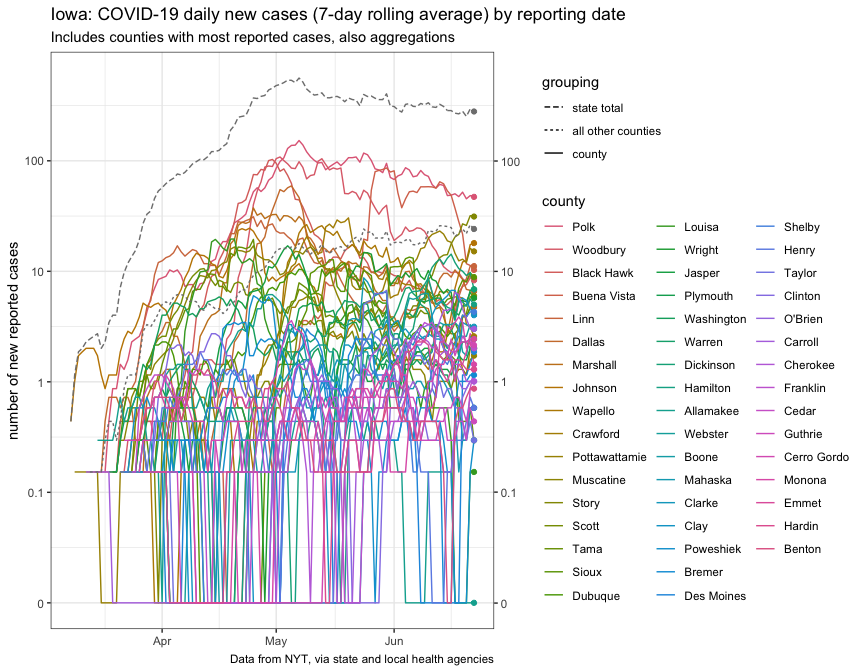 Iowa: COVID-19 daily new cases (7-day rolling average) by reporting date
Includes counties with most reported cases, also aggregations
number of new reported cases
100
10
1
0.1
0
100
10
1
0.1
0
Apr
May
Jun
Data from NYT, via state and local health agencies
grouping
state total
all other counties
county
county
Polk
Woodbury
Black Hawk
Buena Vista
Linn
Dallas
Marshall
Johnson
Wapello
Crawford
Pottawattamie
Muscatine
Story
Scott
Tama
Sioux
Dubuque
Louisa
Wright
Jasper
Plymouth
Washington
Warren
Dickinson
Hamilton
Allamakee
Webster
Boone
Mahaska
Clarke
Clay
Poweshiek
Bremer
Des Moines
Shelby
Henry
Taylor
Clinton
O'Brien
Carroll
Cherokee
Franklin
Cedar
Guthrie
Cerro Gordo
Monona
Emmet
Hardin
Benton